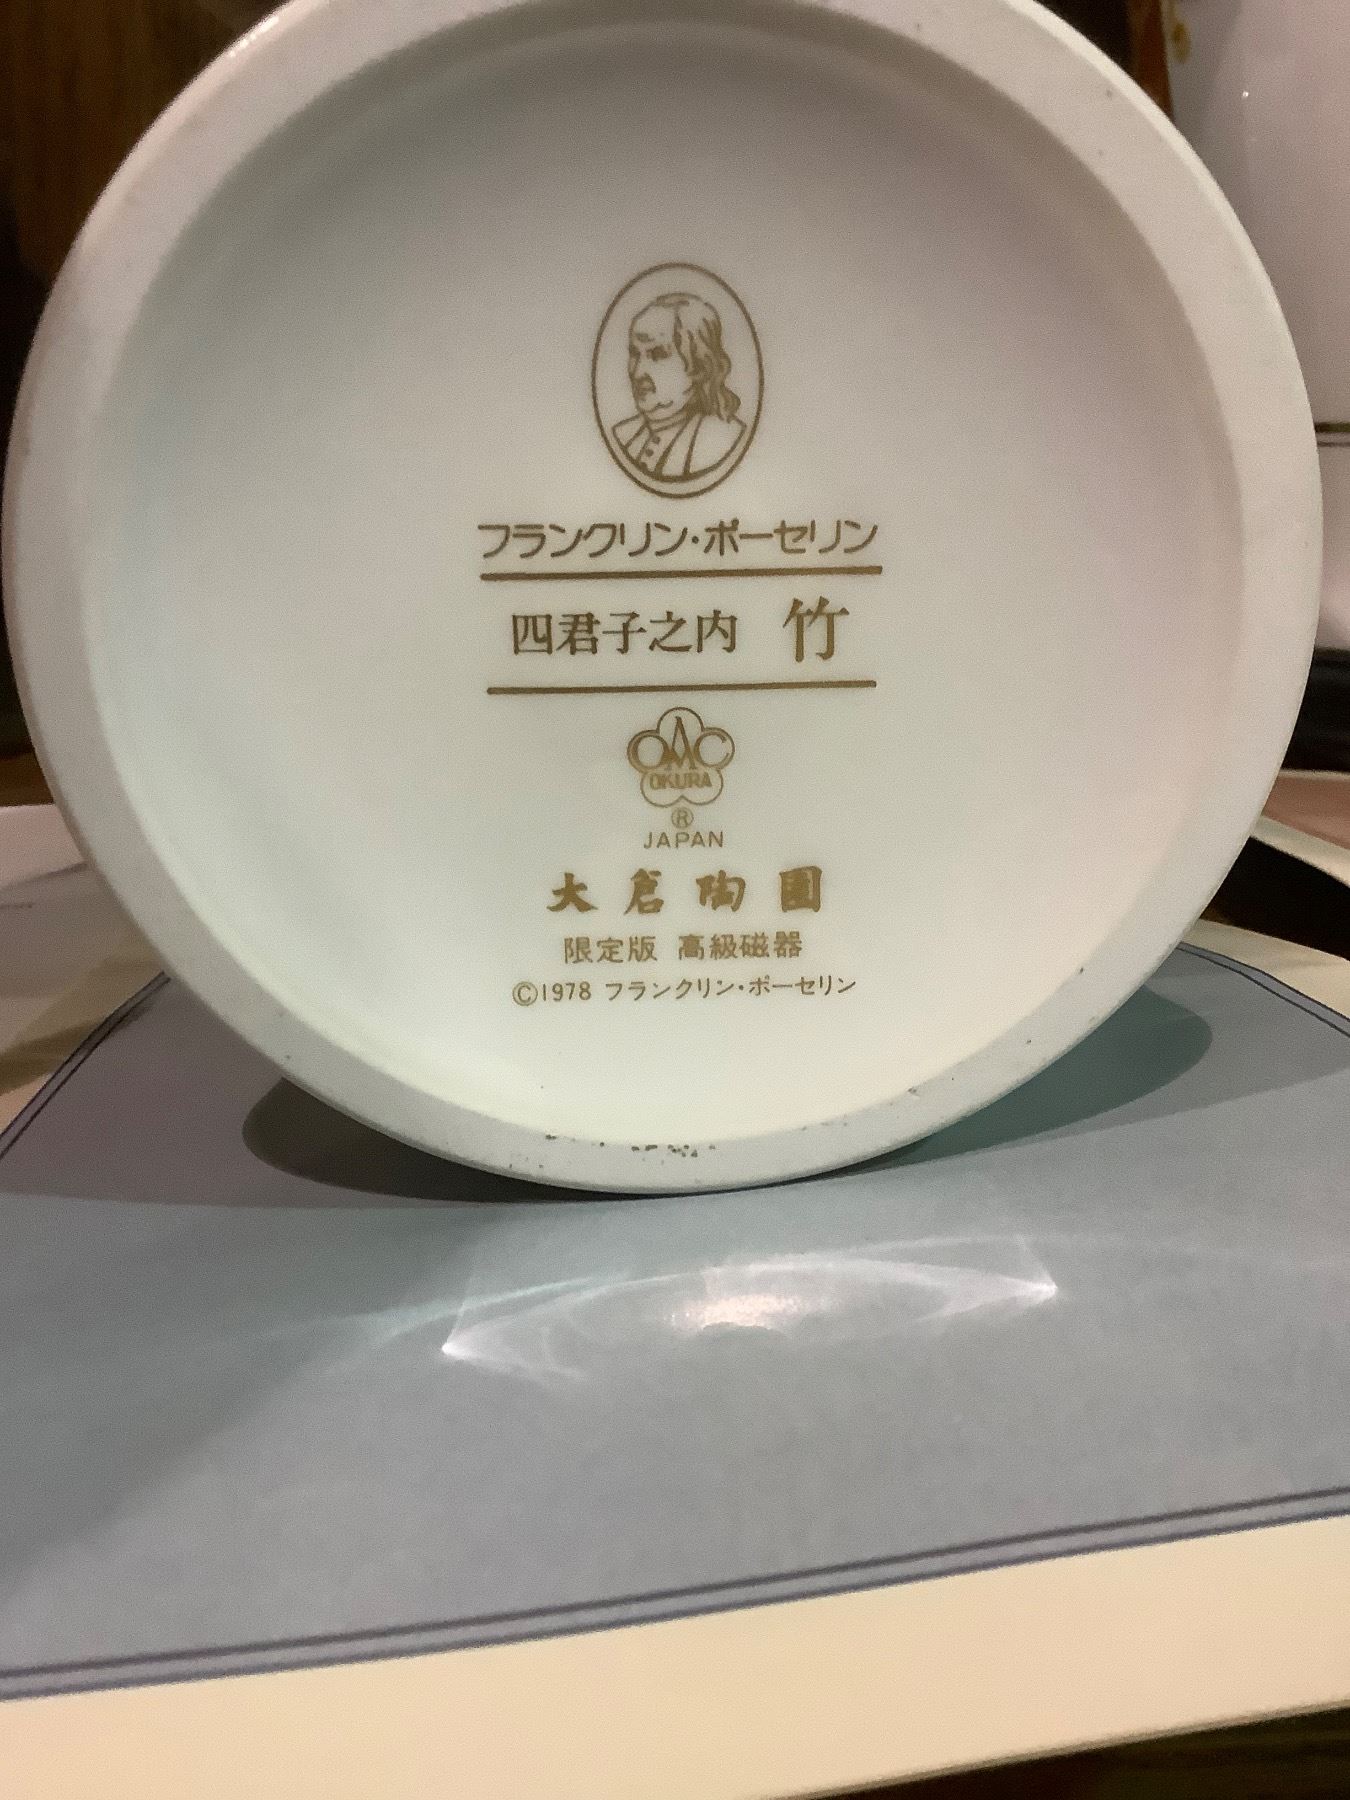 フランクリン・ポーセリン
四君子之内 竹
OAC
OKURA
®
JAPAN
大倉陶園
限定版 高級磁器
©1978 フランクリン・ポーセリン